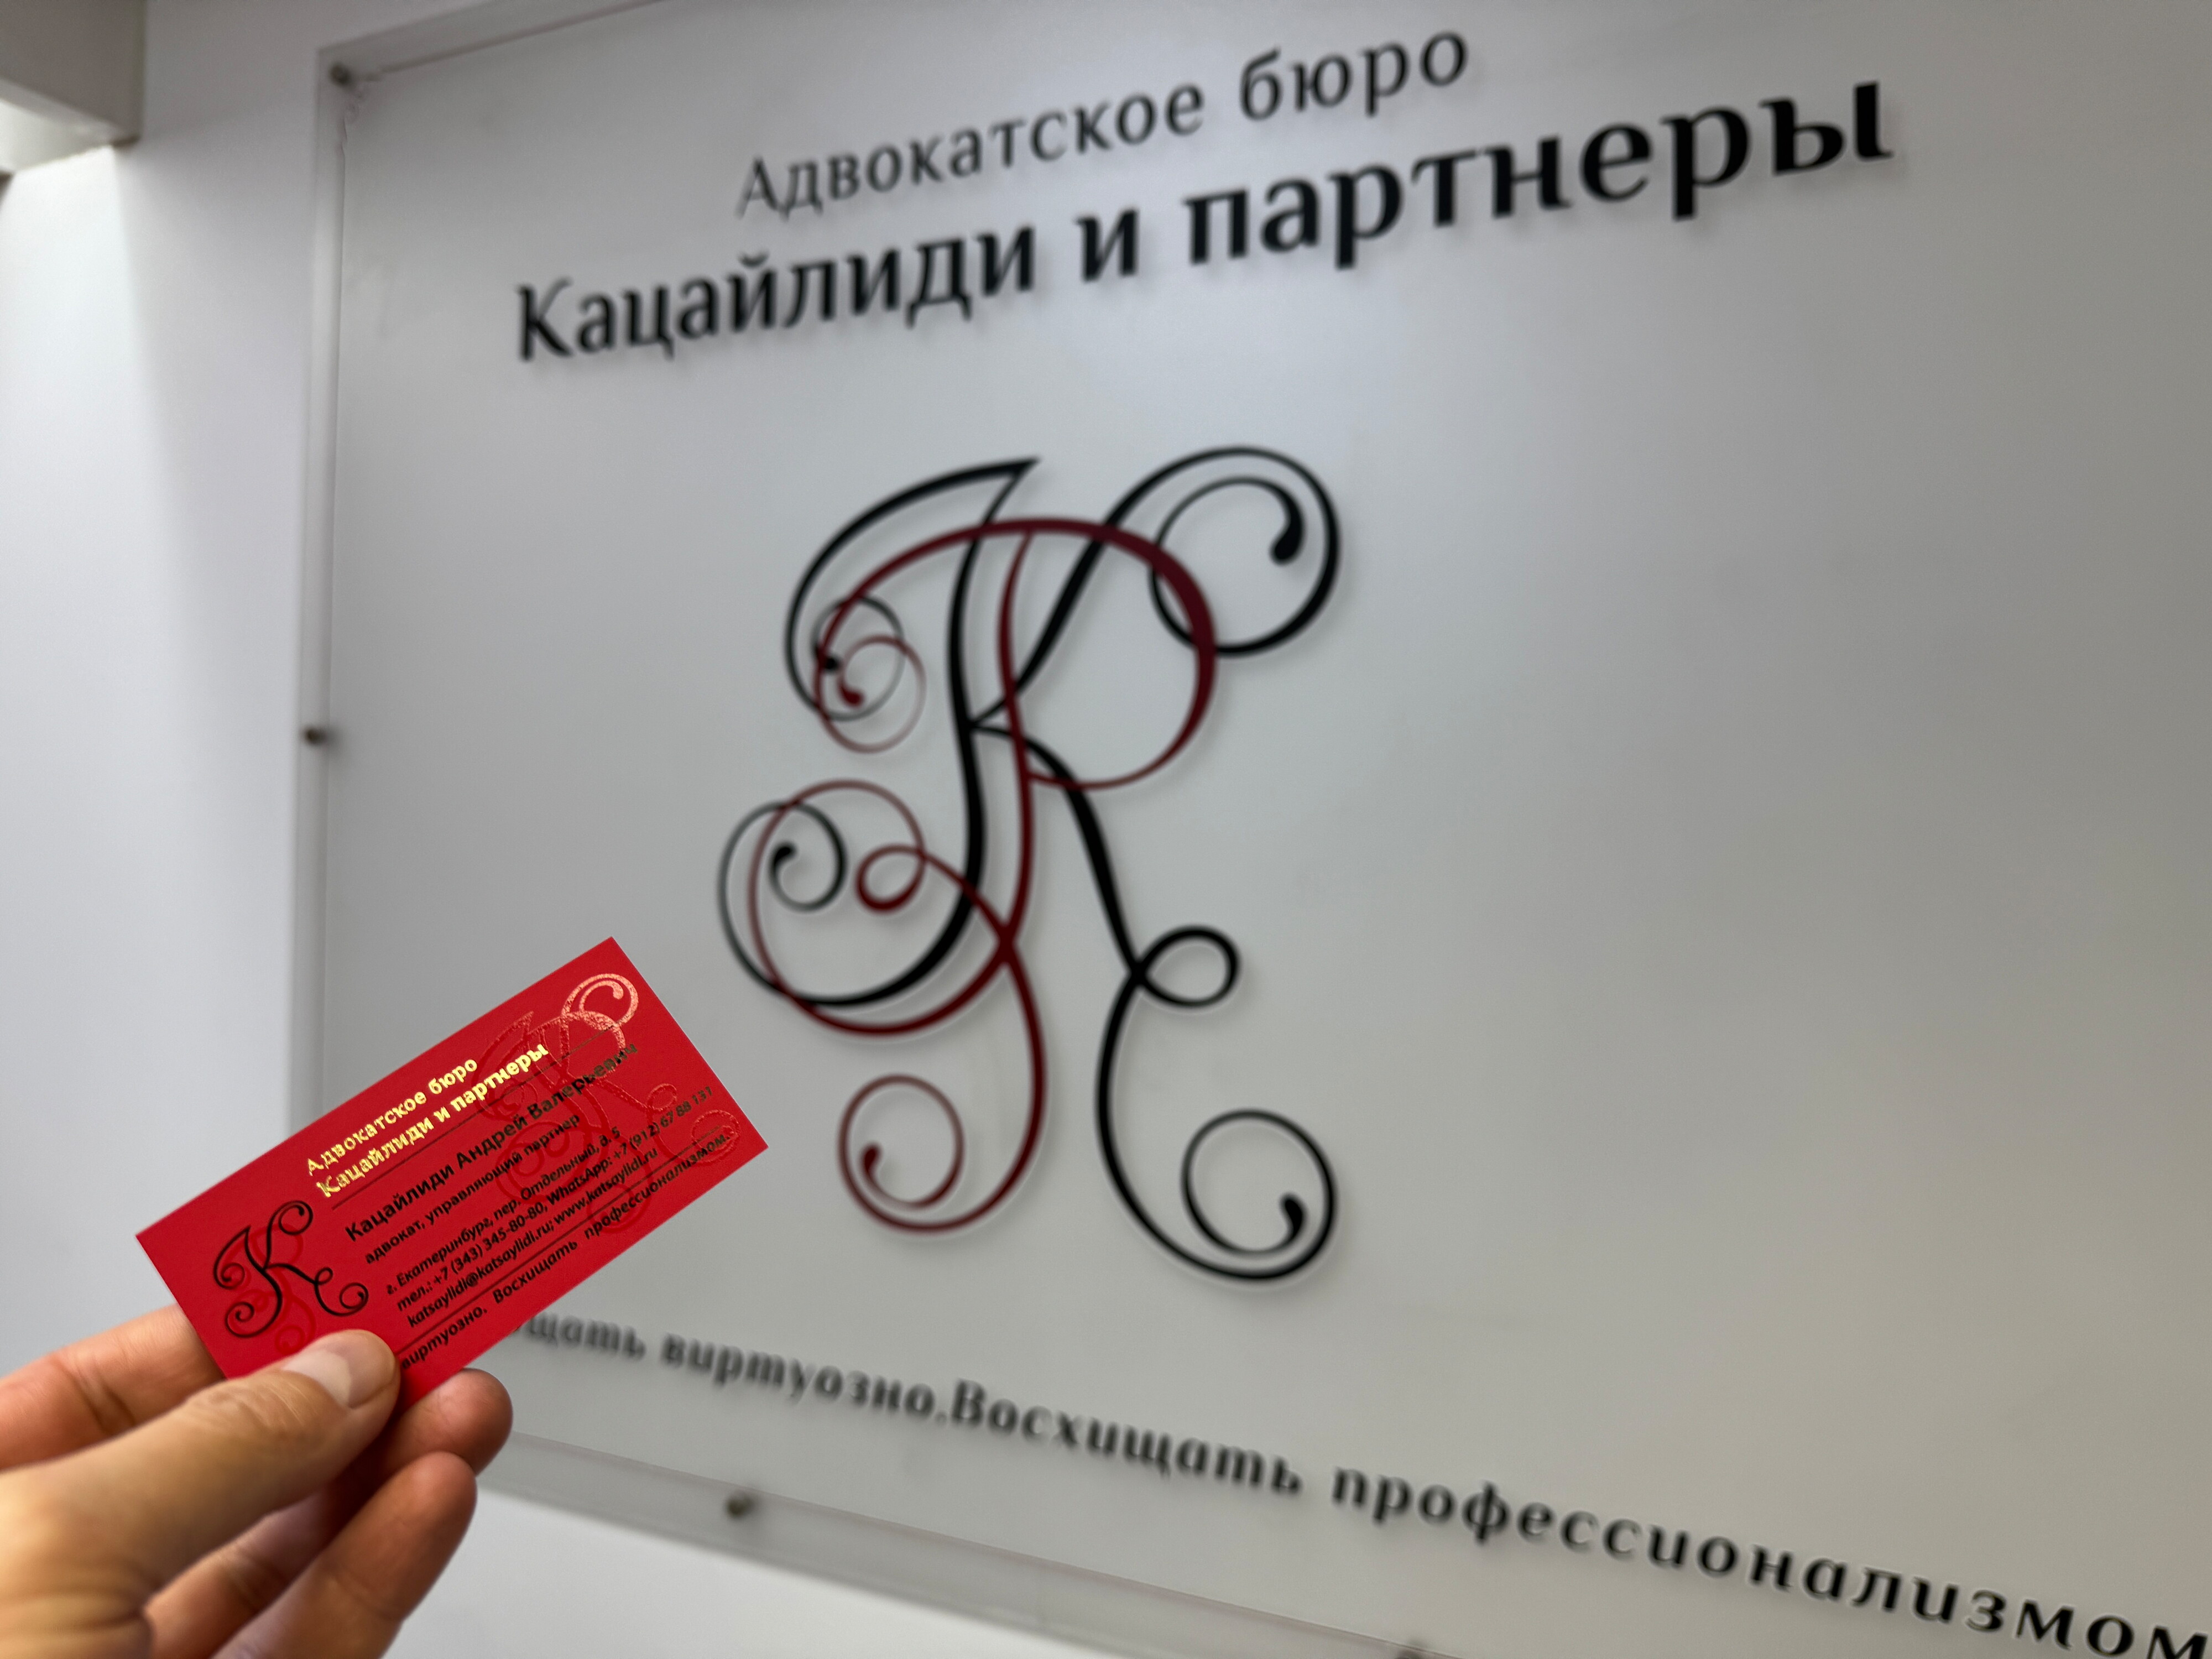 Адвокатское бюро
Кацайлиди и партнеры
виртуозно.Восхищать профессионализмом
Адвокатское бюро
Кацайлиди и партнеры
Кацайлиди Андрей Валерьевич
адвокат, управляющий партнер
г. Екатеринбург, пер. Отдельный, д. 5
тел.: +7 (343) 345-80-80, WhatsApp: +7 (912) 67 88 131
katsaylidi@katsaylidi.ru; www.katsaylidi.ru
виртуозно. Восхищать профессионализмом.